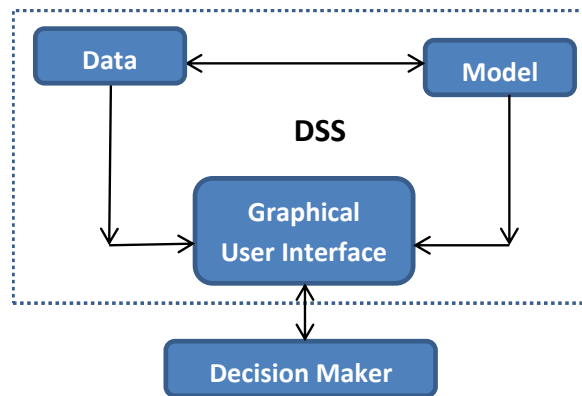 Data
Model
DSS
Graphical
User Interface
Decision Maker